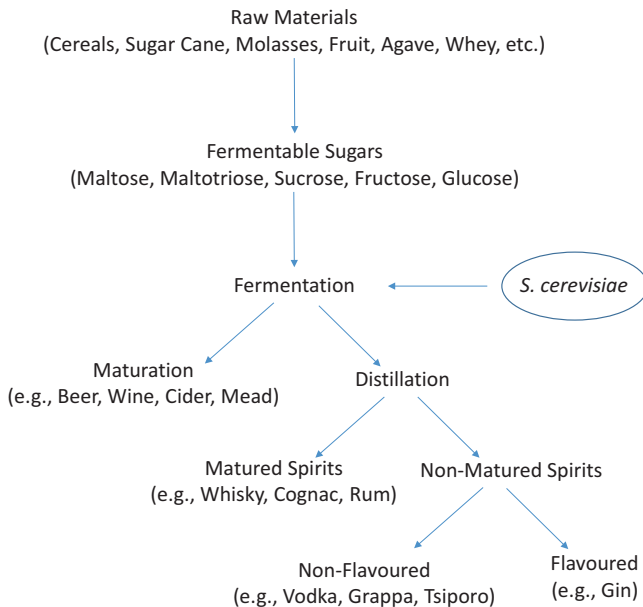 Raw Materials
(Cereals, Sugar Cane, Molasses, Fruit, Agave, Whey, etc.)
Fermentable Sugars
(Maltose, Maltotriose, Sucrose, Fructose, Glucose)
Fermentation
S. cerevisiae
Maturation
(e.g., Beer, Wine, Cider, Mead)
Distillation
Matured Spirits
(e.g., Whisky, Cognac, Rum)
Non-Matured Spirits
Non-Flavoured
(e.g., Vodka, Grappa, Tsiporo)
Flavoured
(e.g., Gin)